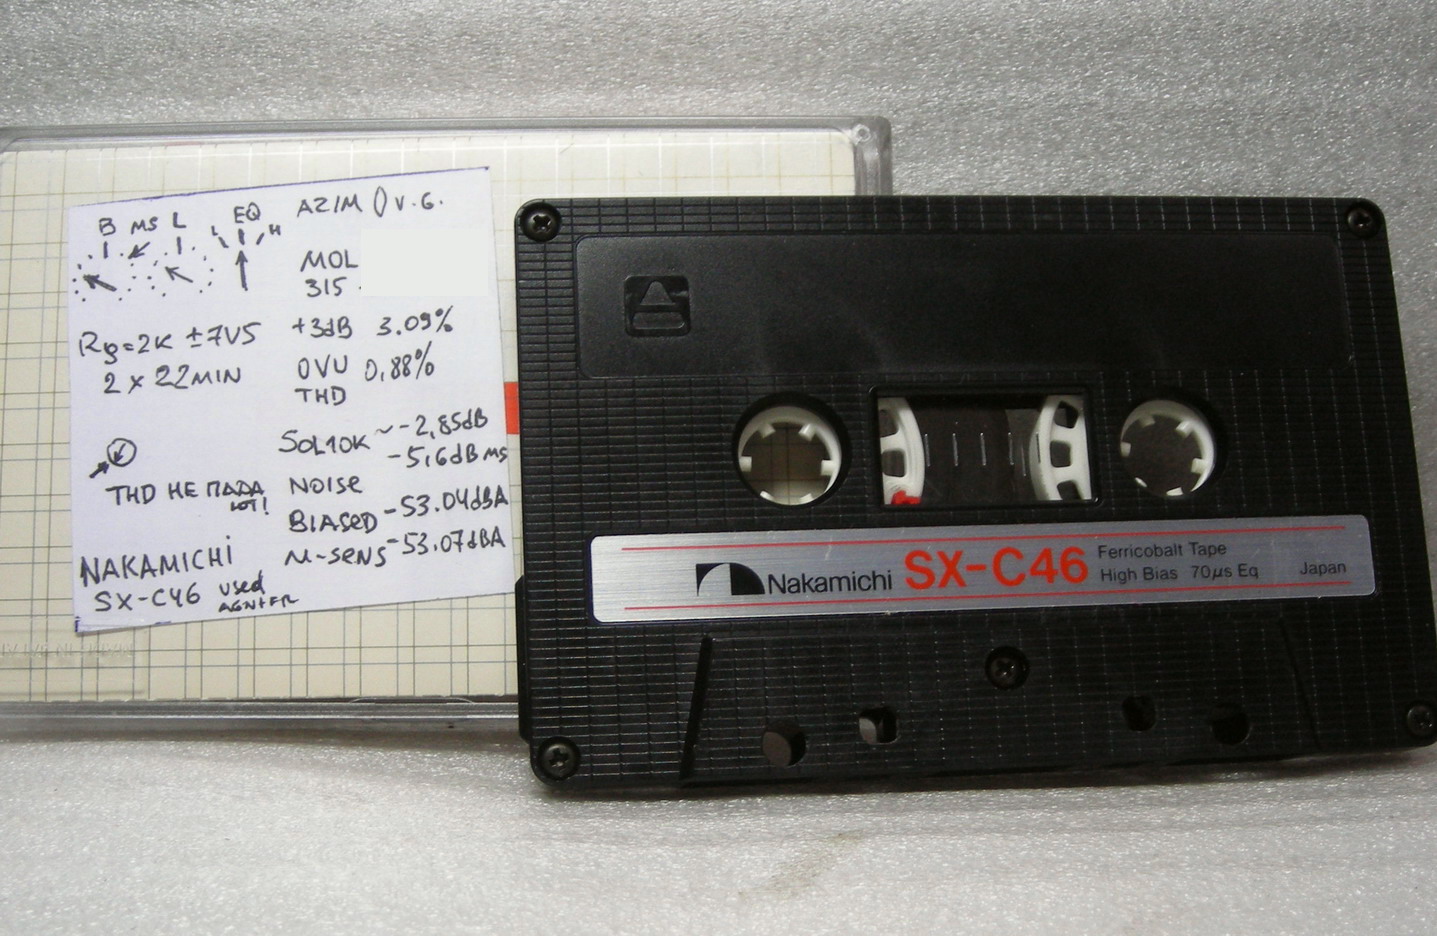 B MS L L EQ H
AZIM 0 V.G.
MOL
315
Rg=2K ±7VS
2 x 22MIN
+3dB 3.09%
0VU 0,88%
THD
SOL10K ~-2,85dB
-5,6dB MS
THD НЕ ПАДА
NOISE
BIASED -53.04dBA
M-SENS -53.07dBA
NAKAMICHI
SX-C46 used
A
Nakamichi SX-C46 Ferricobalt Tape
High Bias 70µs Eq Japan